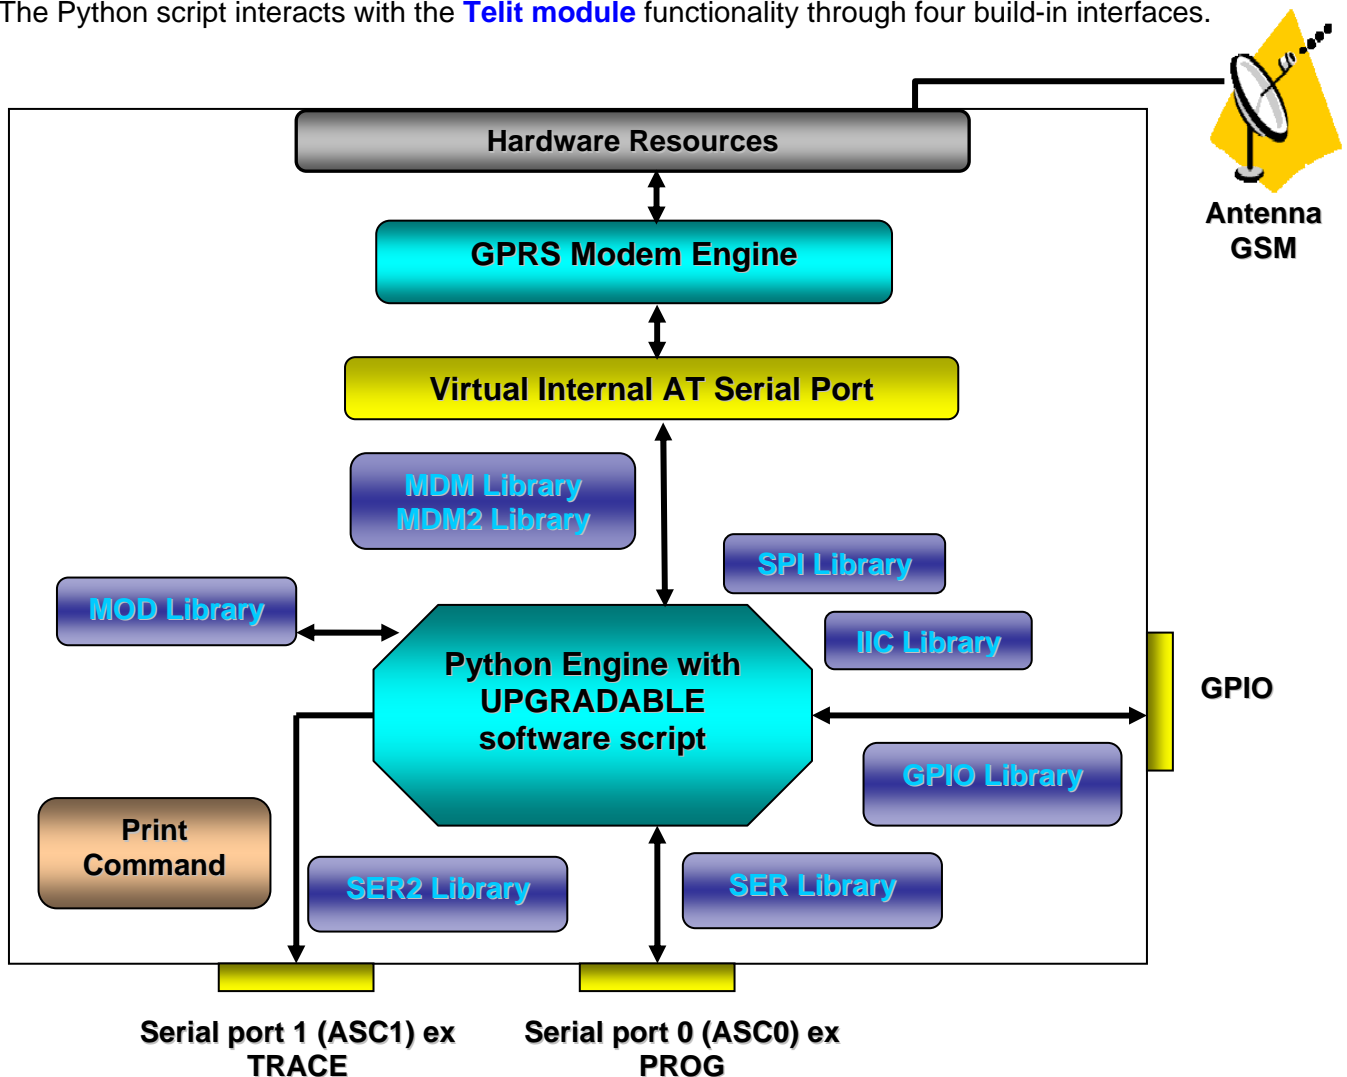 The Python script interacts with the Telit module functionality through four build-in interfaces.
Hardware Resources
Antenna
GSM
GPRS Modem Engine
Virtual Internal AT Serial Port
MDM Library
MDM2 Library
SPI Library
MOD Library
IIC Library
Python Engine with
UPGRADABLE
software script
GPIO
GPIO Library
Print
Command
SER2 Library
SER Library
Serial port 1 (ASC1) ex
TRACE
Serial port 0 (ASC0) ex
PROG